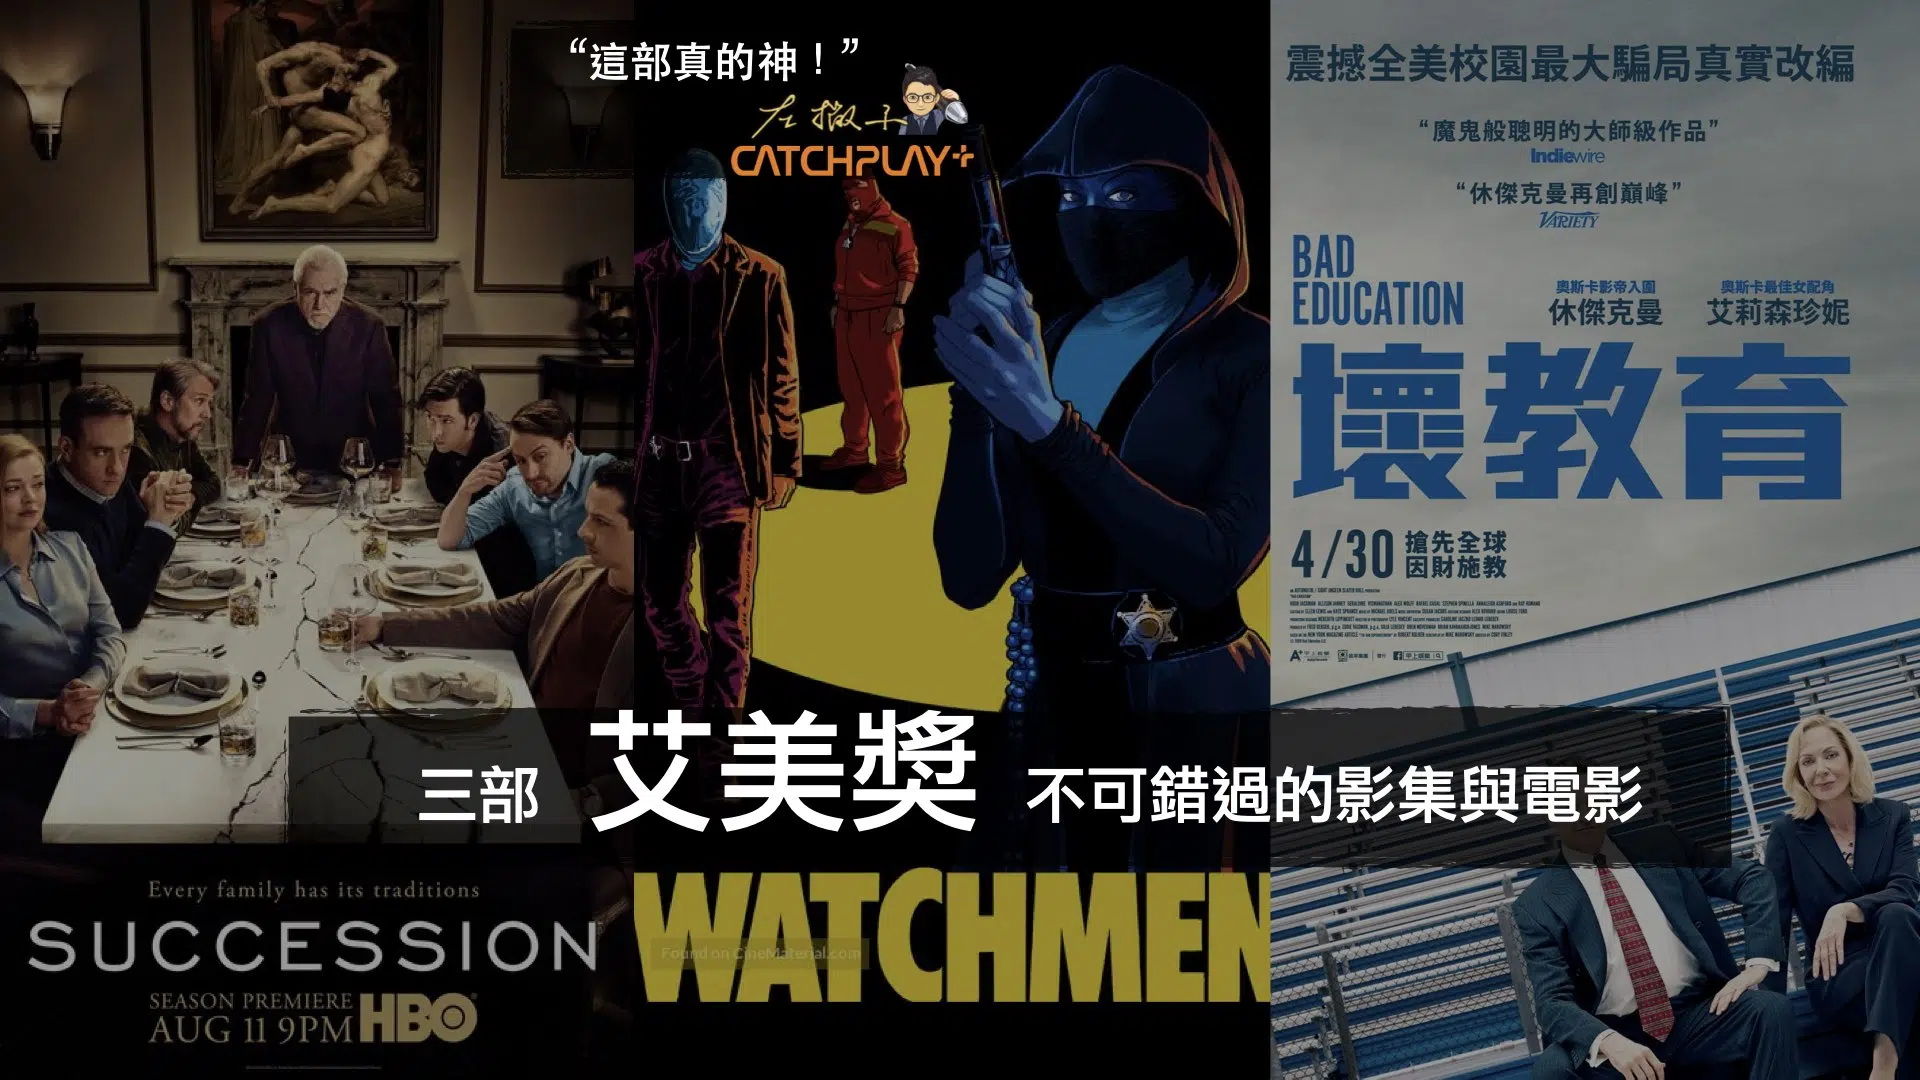 “這部真的神！”
在撒子
CATCHPLAY+
震撼全美校園最大騙局真實改編
“魔鬼般聰明的大師級作品”
IndieWire
“休傑克曼再創巔峰”
VARIETY
BAD
EDUCATION
奧斯卡影帝入圍
休傑克曼
奧斯卡最佳女配角
艾莉森珍妮
壞教育
4/30 搶先全球
因財施教
三部 艾美獎 不可錯過的影集與電影
Every family has its traditions
SUCCESSION
SEASON PREMIERE
AUG 11 9PM HBO
WATCHMEN
Found on CineMaterial.com